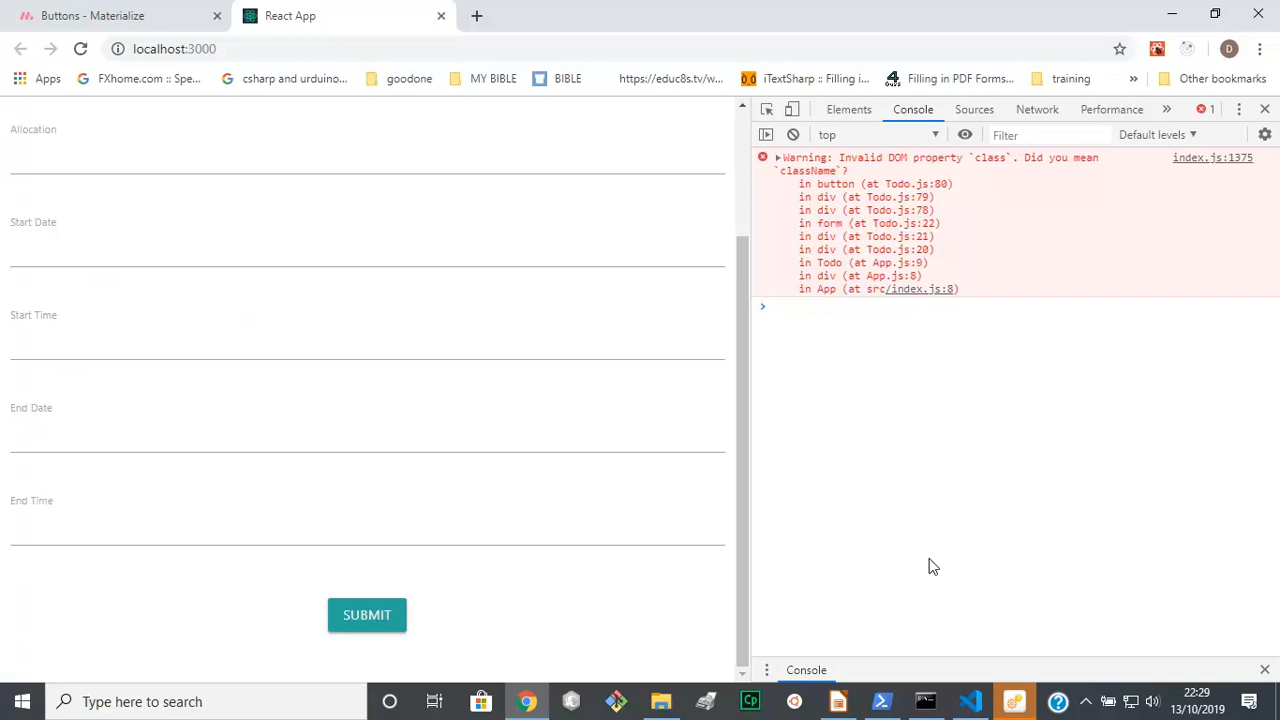 Buttons - Materialize
React App
localhost:3000
D
Apps
FXhome.com :: Spe...
csharp and urduino...
goodone
MY BIBLE
BIBLE
https://educ8s.tv/w...
iTextSharp :: Filling i...
Filling in PDF Forms...
training
»
Other bookmarks
Allocation
Start Date
Start Time
End Date
End Time
SUBMIT
Elements
Console
Sources
Network
Performance
»
1
top
Filter
Default levels
Warning: Invalid DOM property `class`. Did you mean
index.js:1375
`className`?
in button (at Todo.js:80)
in div (at Todo.js:79)
in div (at Todo.js:78)
in form (at Todo.js:22)
in div (at Todo.js:21)
in div (at Todo.js:20)
in Todo (at App.js:9)
in div (at App.js:8)
in App (at src/index.js:8)
Console
Type here to search
Cp
22:29
13/10/2019